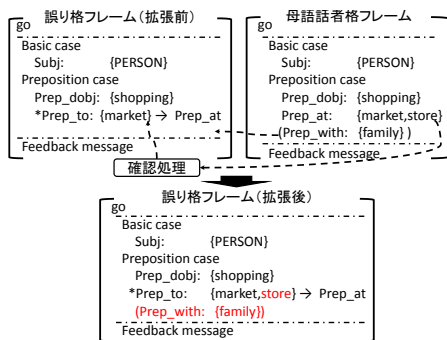 誤り格フレーム(拡張前)
go
Basic case
Subj: {PERSON}
Preposition case
Prep_dobj: {shopping}
*Prep_to: {market} → Prep_at
Feedback message
母語話者格フレーム
go
Basic case
Subj: {PERSON}
Preposition case
Prep_dobj: {shopping}
Prep_at: {market,store}
(Prep_with: {family} )
Feedback message
確認処理
誤り格フレーム(拡張後)
go
Basic case
Subj: {PERSON}
Preposition case
Prep_dobj: {shopping}
*Prep_to: {market,store} → Prep_at
(Prep_with: {family})
Feedback message